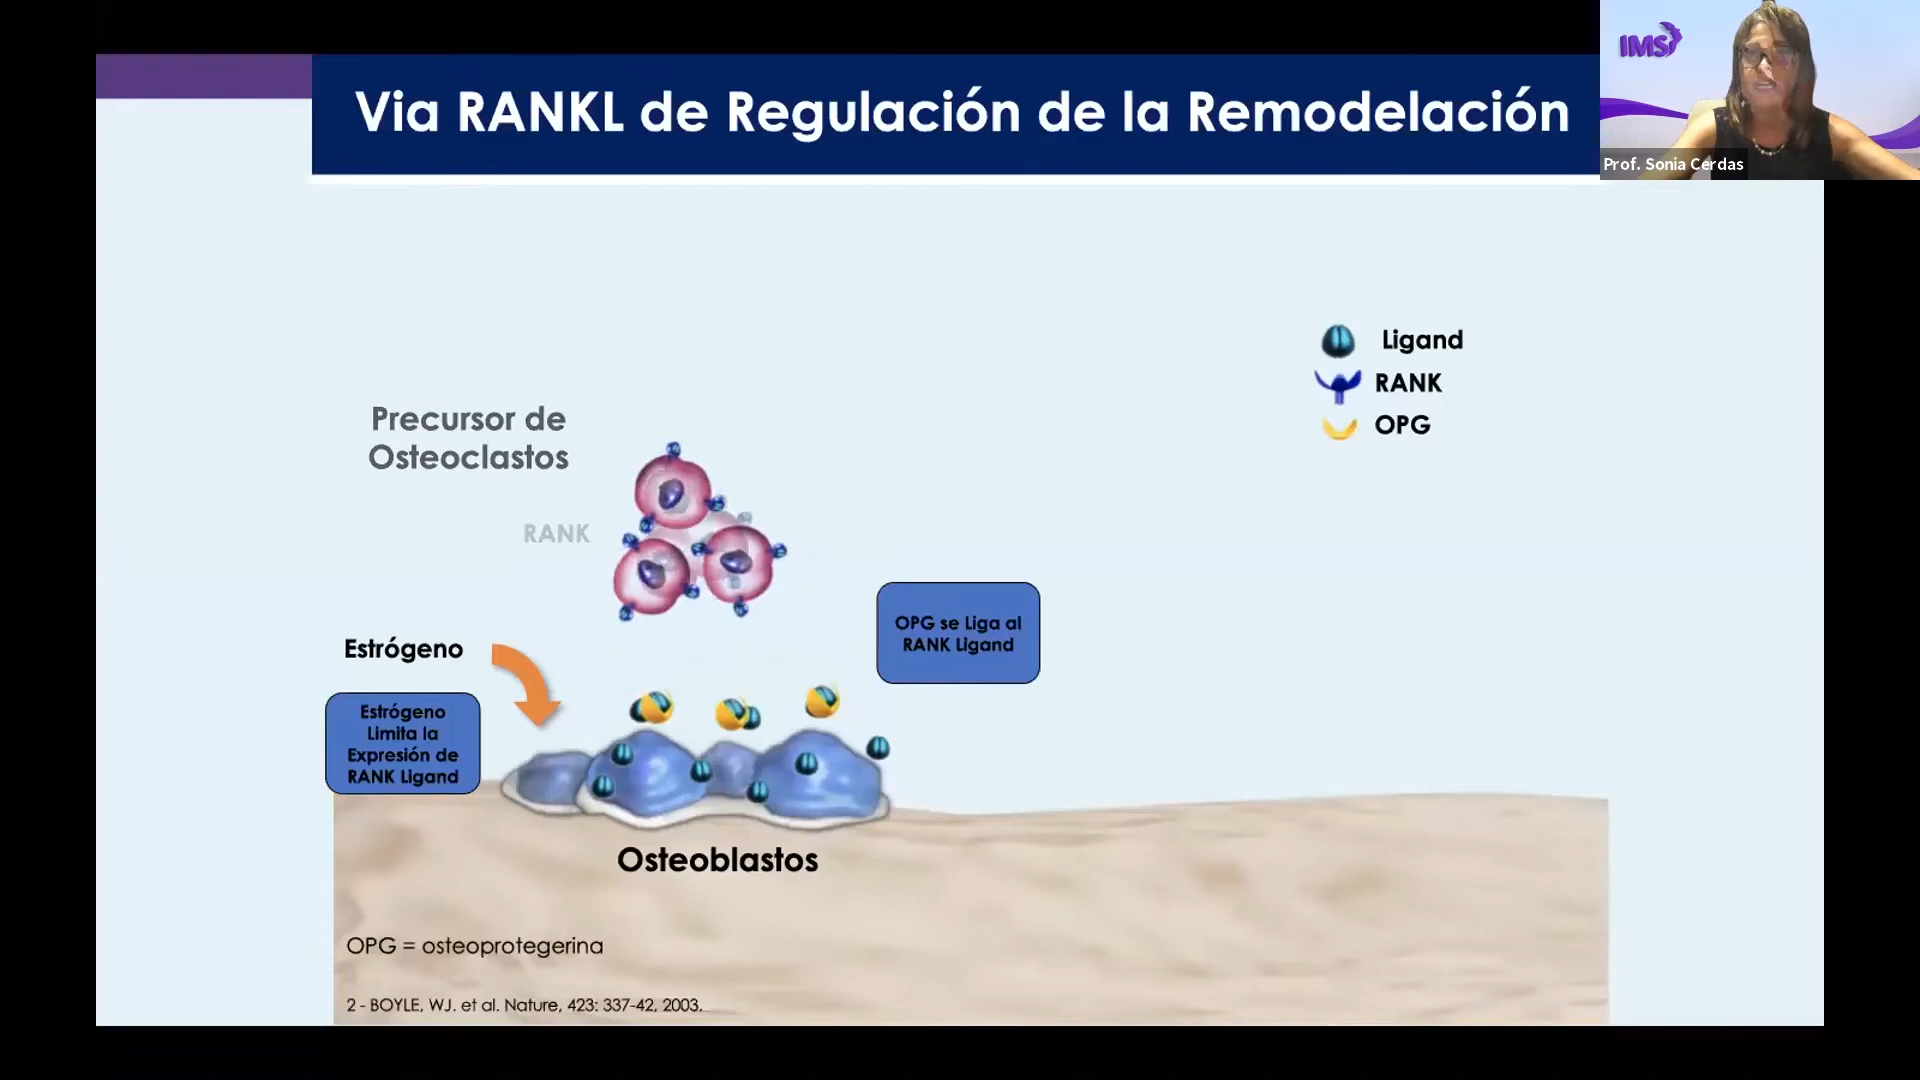 Via RANKL de Regulación de la Remodelación
IMS
Prof. Sonia Cerdas
Ligand
RANK
OPG
Precursor de
Osteoclastos
RANK
OPG se Liga al
RANK Ligand
Estrógeno
Estrógeno
Limita la
Expresión de
RANK Ligand
Osteoblastos
OPG = osteoprotegerina
2 - BOYLE, WJ. et al. Nature, 423: 337-42, 2003.